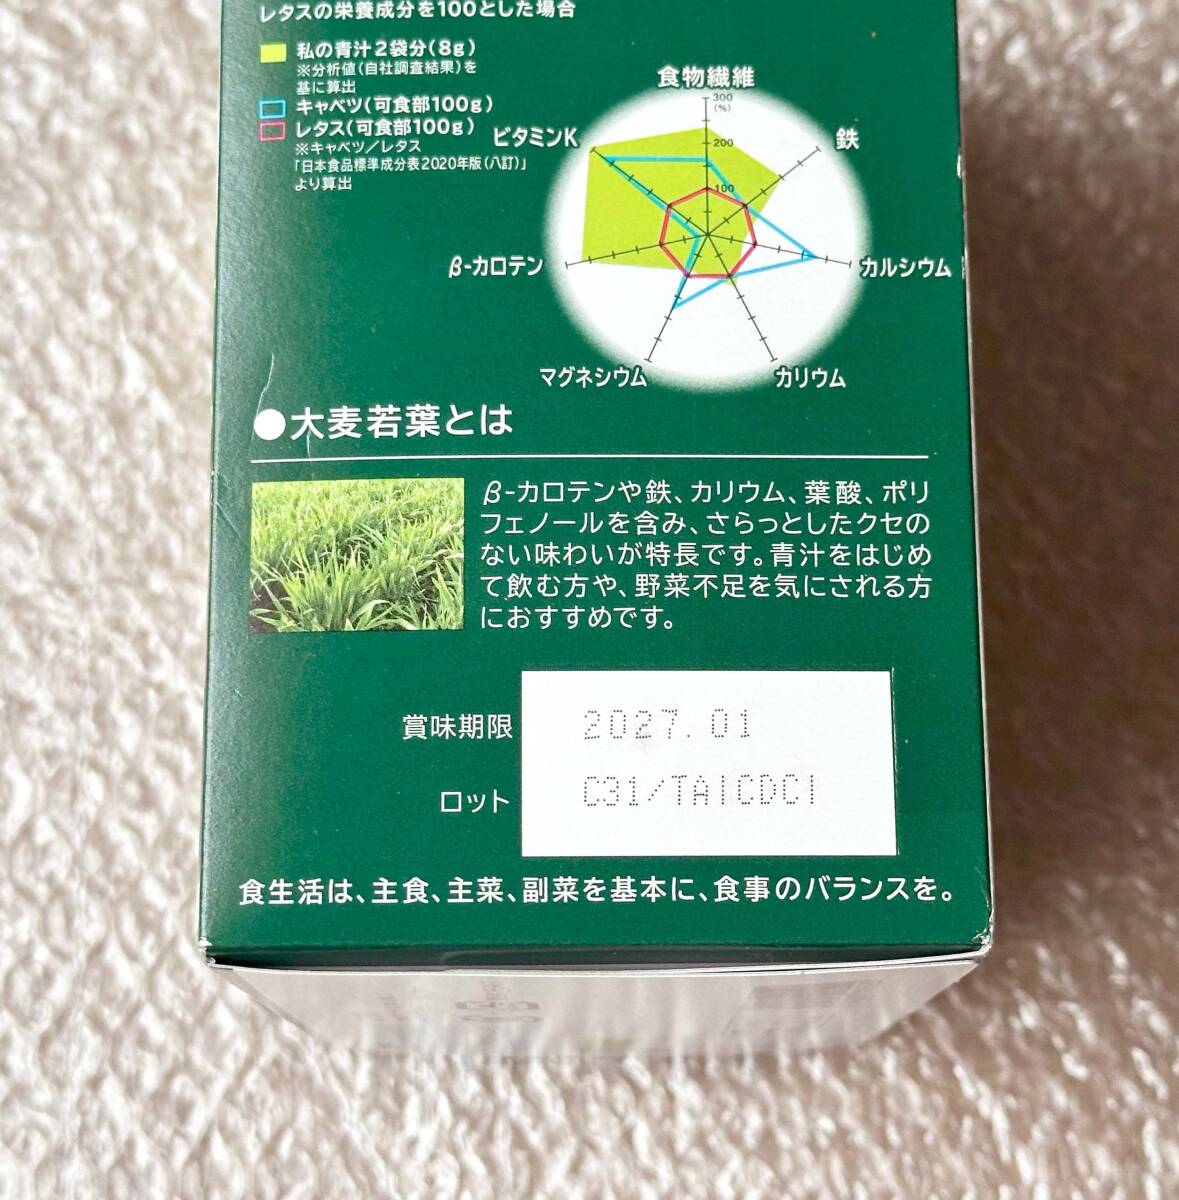 レタスの栄養成分を100とした場合
私の青汁2袋分(8g)
※分析値(自社調査結果)を
基に算出
キャベツ(可食部100g)
レタス(可食部100g)
※キャベツ/レタス
「日本食品標準成分表2020年版(八訂)」
より算出
食物繊維
300
(%)
200
100
ビタミンK
鉄
β-カロテン
カルシウム
マグネシウム
カリウム
●大麦若葉とは
β-カロテンや鉄、カリウム、葉酸、ポリ
フェノールを含み、さらっとしたクセの
ない味わいが特長です。青汁をはじめ
て飲む方や、野菜不足を気にされる方
におすすめです。
賞味期限 2027.01
ロット C31/TA1CDC1
食生活は、主食、主菜、副菜を基本に、食事のバランスを。